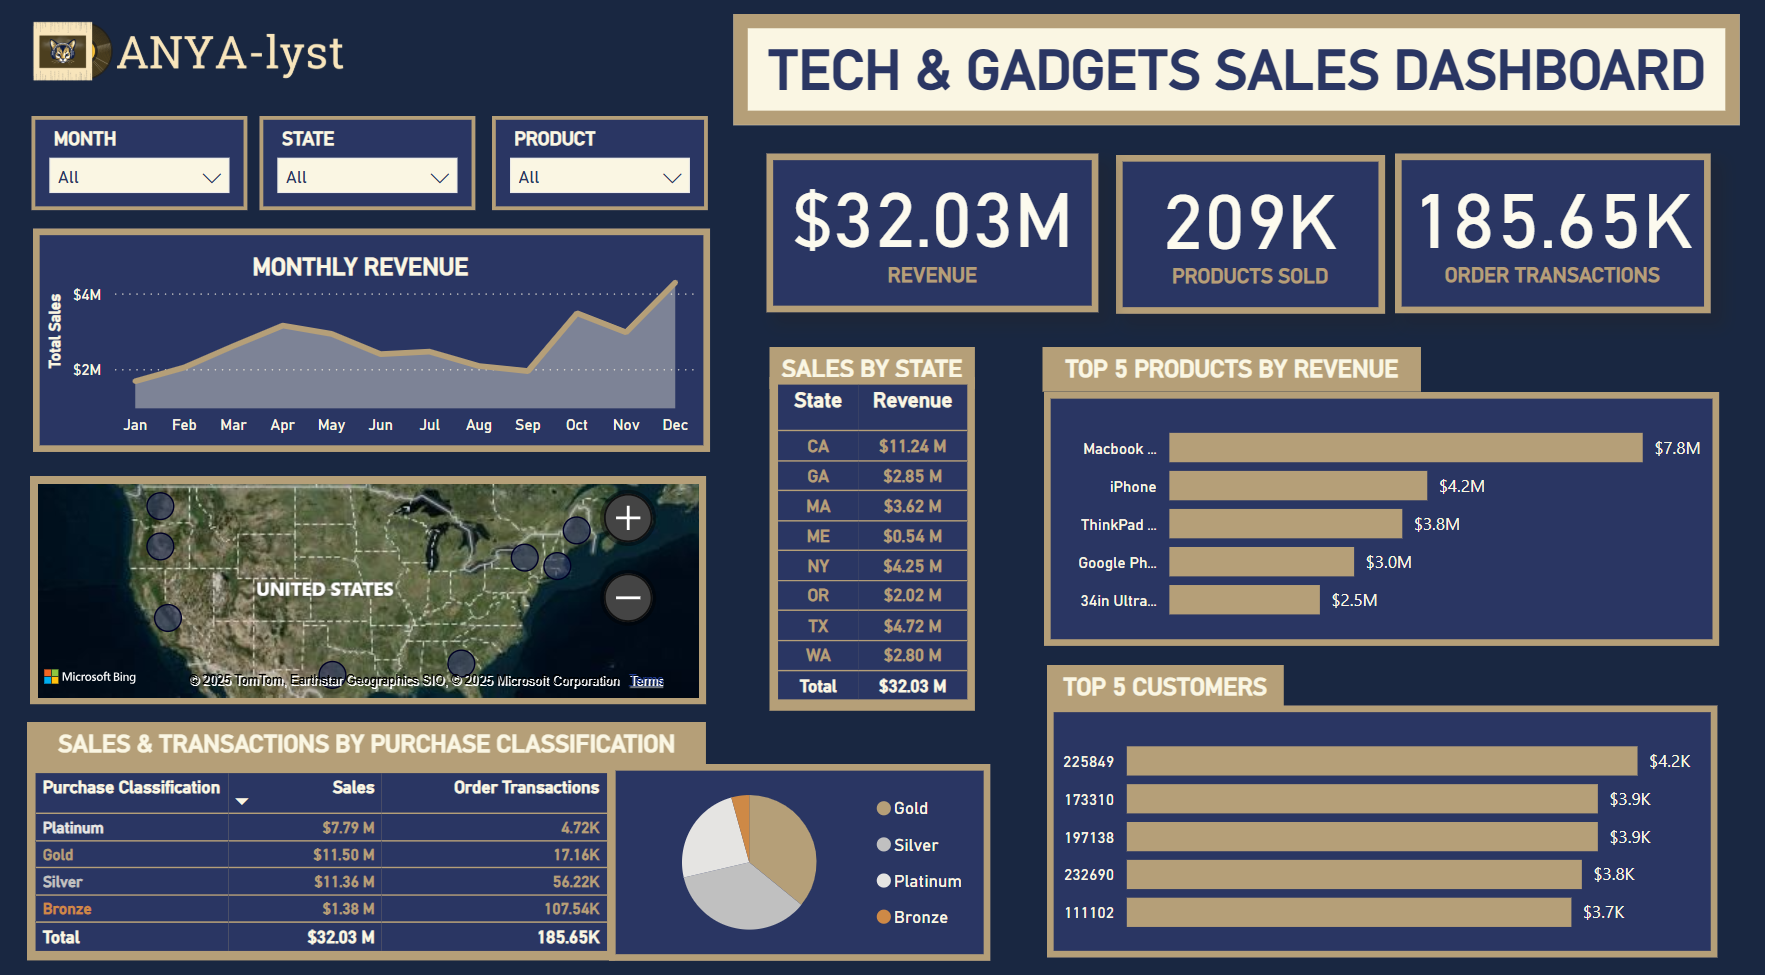 ANYA-lyst
TECH & GADGETS SALES DASHBOARD
MONTH
All
STATE
All
PRODUCT
All
$32.03M
REVENUE
209K
PRODUCTS SOLD
185.65K
ORDER TRANSACTIONS
MONTHLY REVENUE
Total Sales
$4M
$2M
Jan Feb Mar Apr May Jun Jul Aug Sep Oct Nov Dec
UNITED STATES
Microsoft Bing
© 2025 TomTom, Earthstar Geographics SIO, © 2025 Microsoft Corporation Terms
SALES BY STATE
State Revenue
CA $11.24 M
GA $2.85 M
MA $3.62 M
ME $0.54 M
NY $4.25 M
OR $2.02 M
TX $4.72 M
WA $2.80 M
Total $32.03 M
TOP 5 PRODUCTS BY REVENUE
Macbook ... $7.8M
iPhone $4.2M
ThinkPad ... $3.8M
Google Ph... $3.0M
34in Ultra... $2.5M
TOP 5 CUSTOMERS
225849 $4.2K
173310 $3.9K
197138 $3.9K
232690 $3.8K
111102 $3.7K
SALES & TRANSACTIONS BY PURCHASE CLASSIFICATION
Purchase Classification Sales Order Transactions
Platinum $7.79 M 4.72K
Gold $11.50 M 17.16K
Silver $11.36 M 56.22K
Bronze $1.38 M 107.54K
Total $32.03 M 185.65K
Gold
Silver
Platinum
Bronze